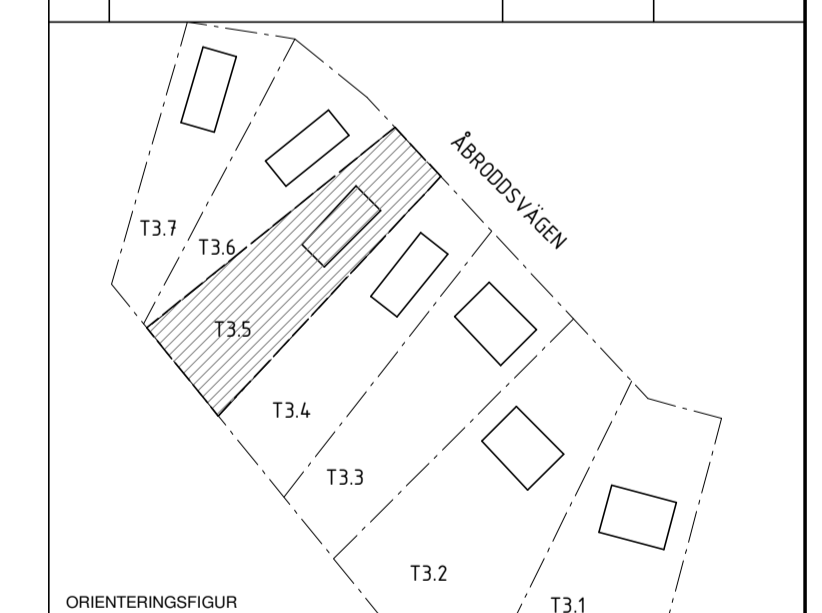 ÅBRODDSVÄGEN
T3.7
T3.6
T3.5
T3.4
T3.3
T3.2
T3.1
ORIENTERINGSFIGUR